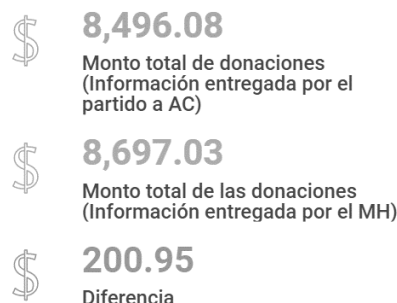 $ 8,496.08
Monto total de donaciones
(Información entregada por el
partido a AC)
$ 8,697.03
Monto total de las donaciones
(Información entregada por el MH)
$ 200.95
Diferencia